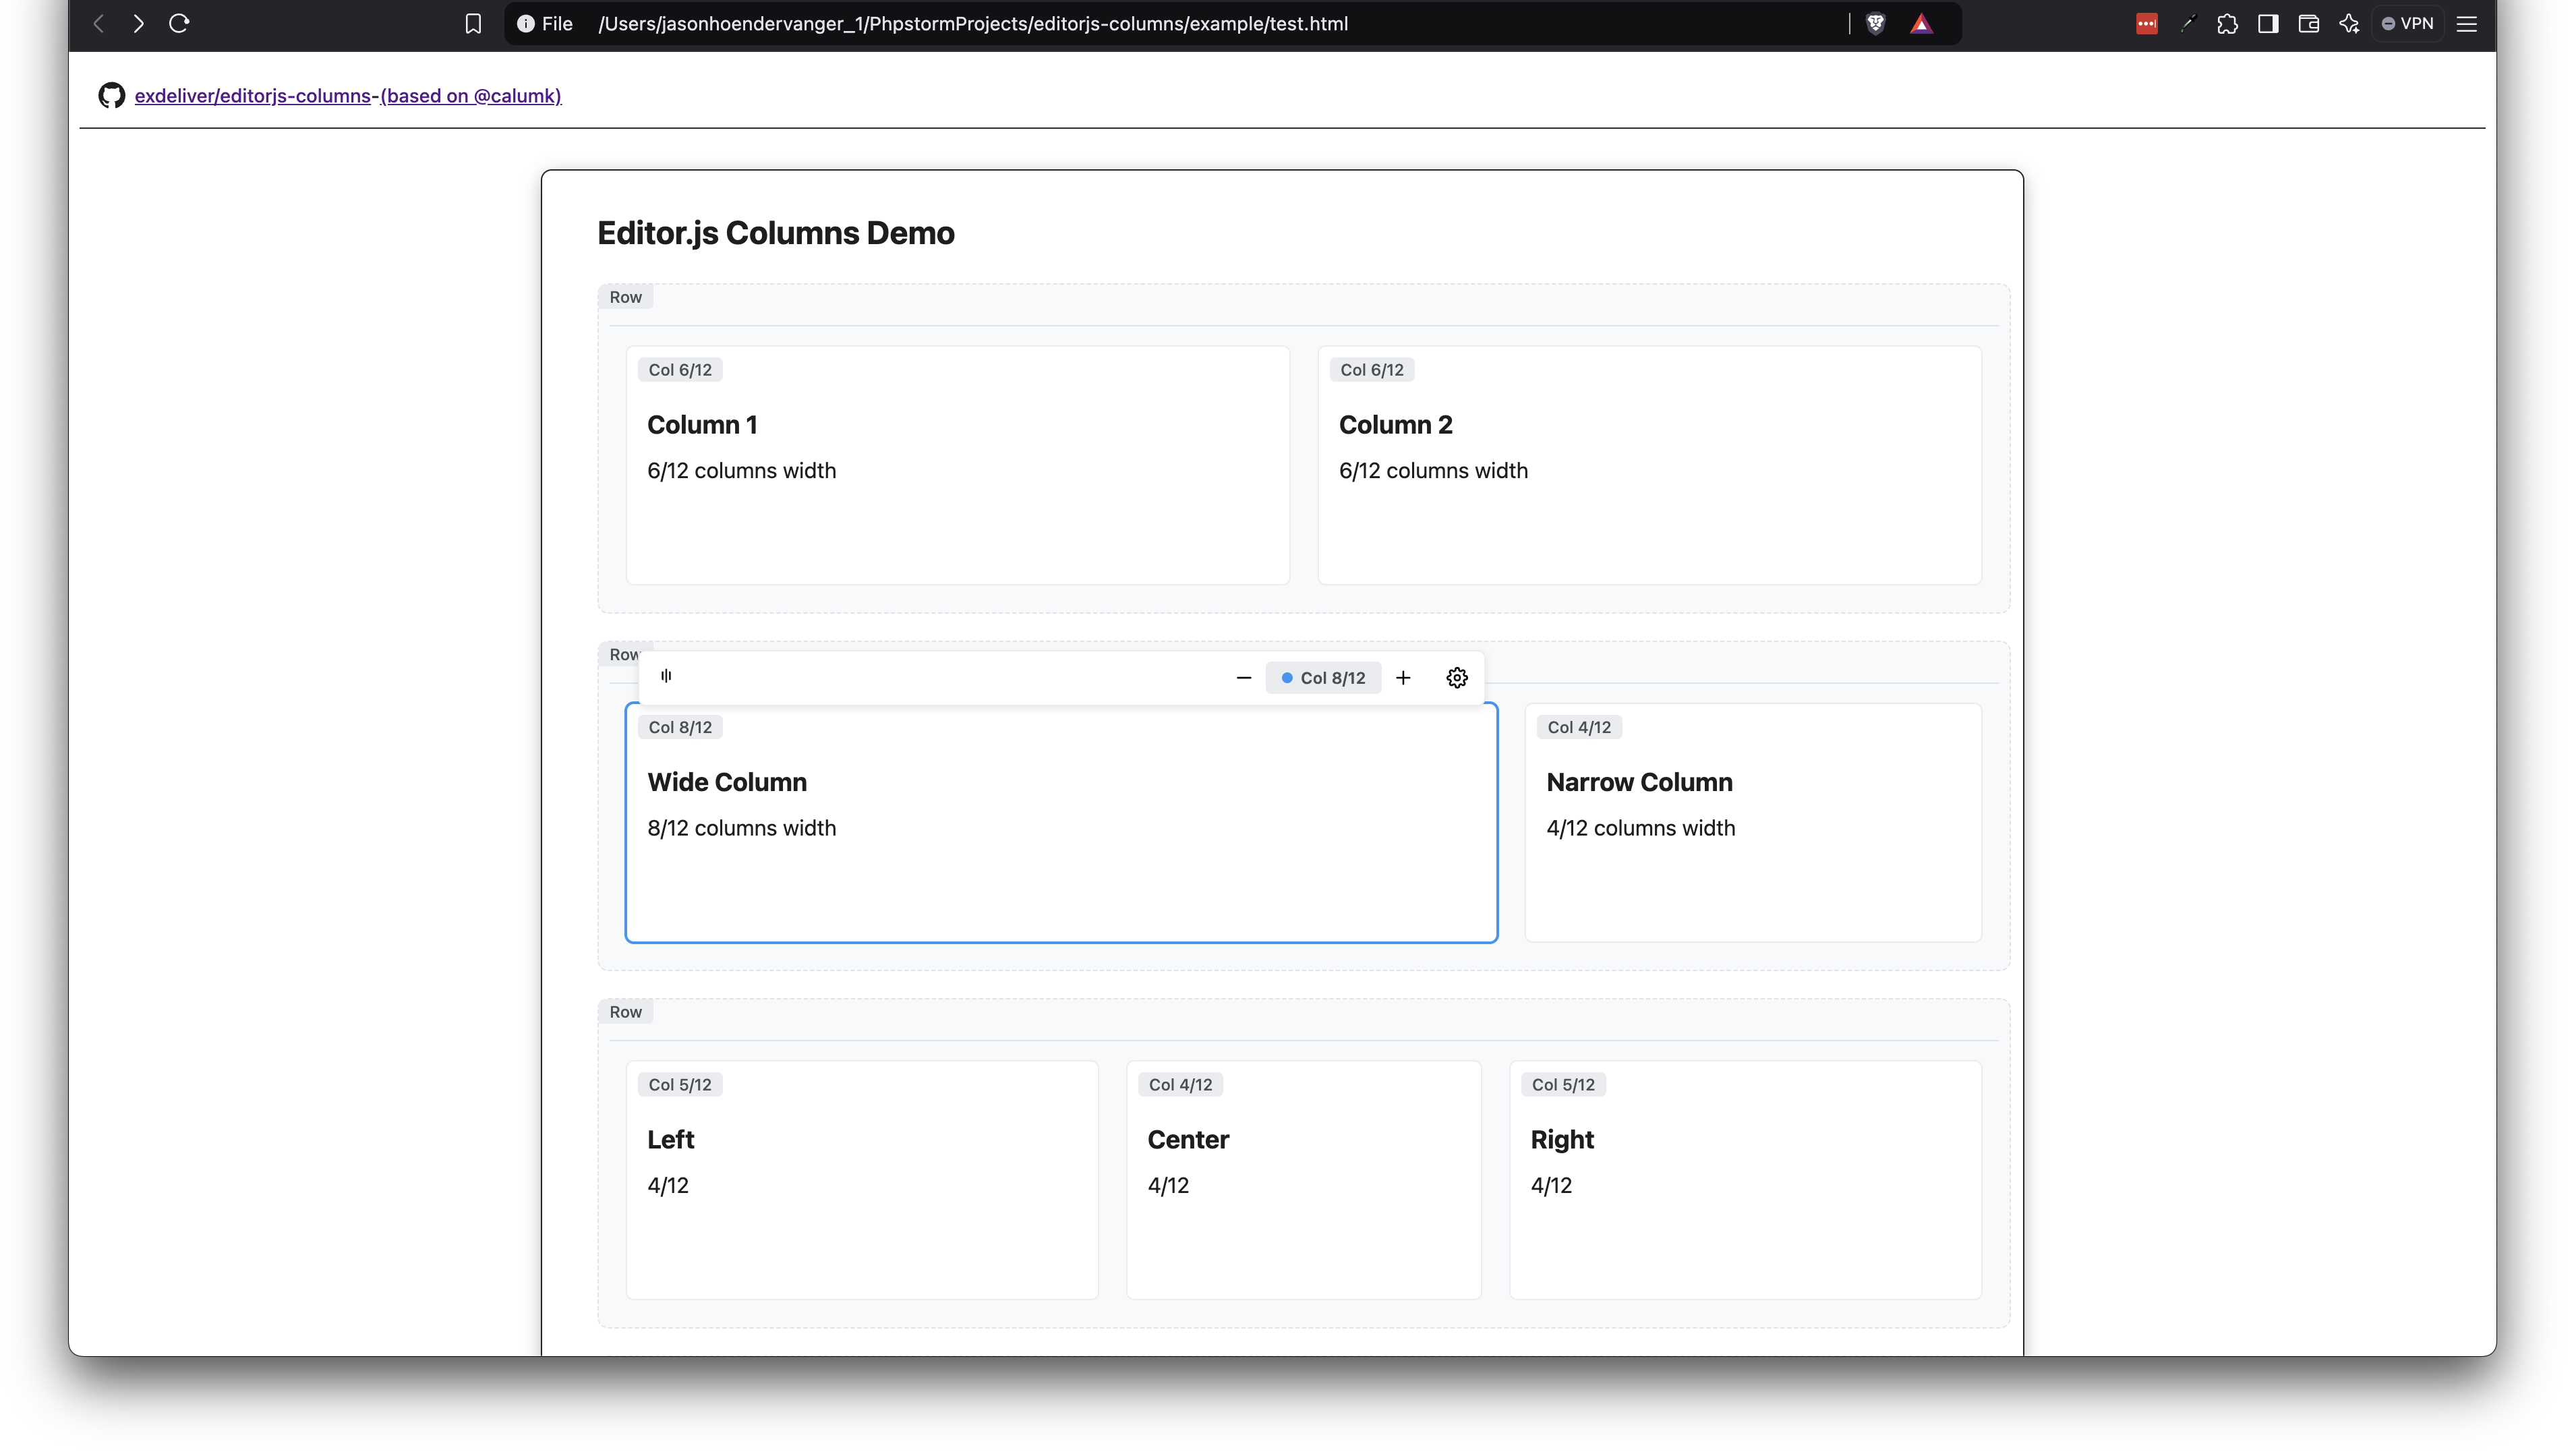 File /Users/jasonhoendervanger_1/PhpstormProjects/editorjs-columns/example/test.html
VPN
exdeliver/editorjs-columns-(based on @calumk)
Editor.js Columns Demo
Row
Col 6/12
Column 1
6/12 columns width
Col 6/12
Column 2
6/12 columns width
Row
Col 8/12
Col 8/12
Wide Column
8/12 columns width
Col 4/12
Narrow Column
4/12 columns width
Row
Col 5/12
Left
4/12
Col 4/12
Center
4/12
Col 5/12
Right
4/12